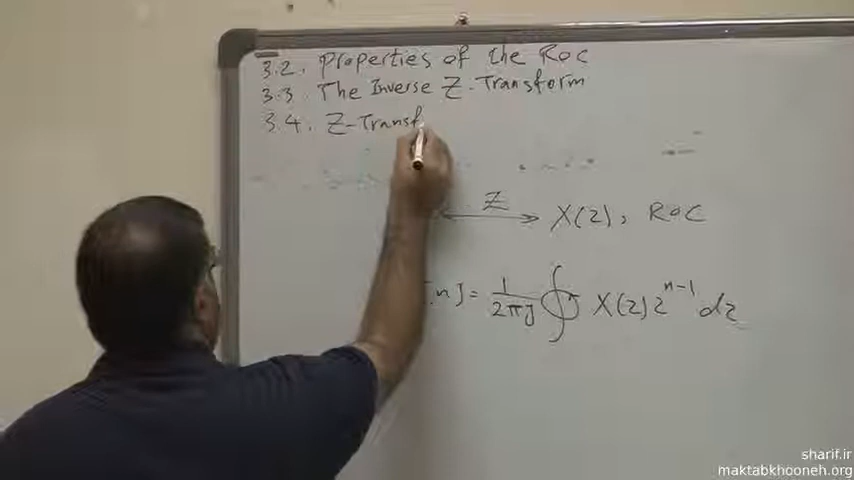 3.2. Properties of the RoC
3.3. The Inverse Z-Transform
3.4. Z-Transf
Z
X(z), RoC
[n] = 1/2πj ∮ X(z) z^{n-1} dz
sharif.ir
maktabkhooneh.org